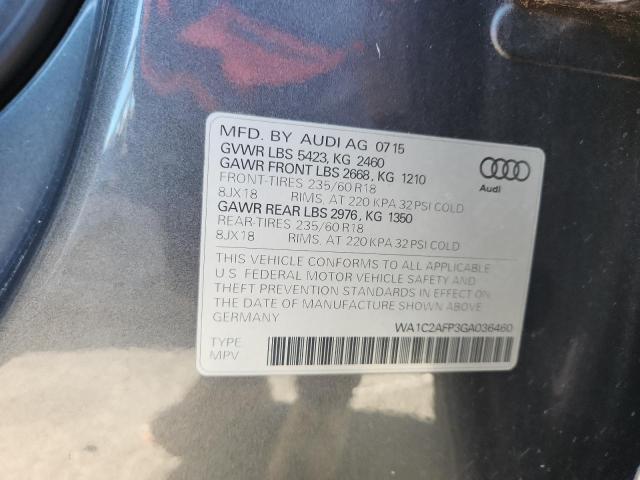 MFD. BY AUDI AG 07 15
GVWR LBS 5423, KG 2460
GAWR FRONT LBS 2668, KG 1210
FRONT-TIRES 235/60 R18
8JX18 RIMS, AT 220 KPA 32 PSI COLD
GAWR REAR LBS 2976, KG 1350
REAR-TIRES 235/60 R18
8JX18 RIMS, AT 220 KPA 32 PSI COLD
Audi
THIS VEHICLE CONFORMS TO ALL APPLICABLE
U.S. FEDERAL MOTOR VEHICLE SAFETY AND
THEFT PREVENTION STANDARDS IN EFFECT ON
THE DATE OF MANUFACTURE SHOWN ABOVE
GERMANY
WA1C2AFP3GA036460
TYPE
MPV